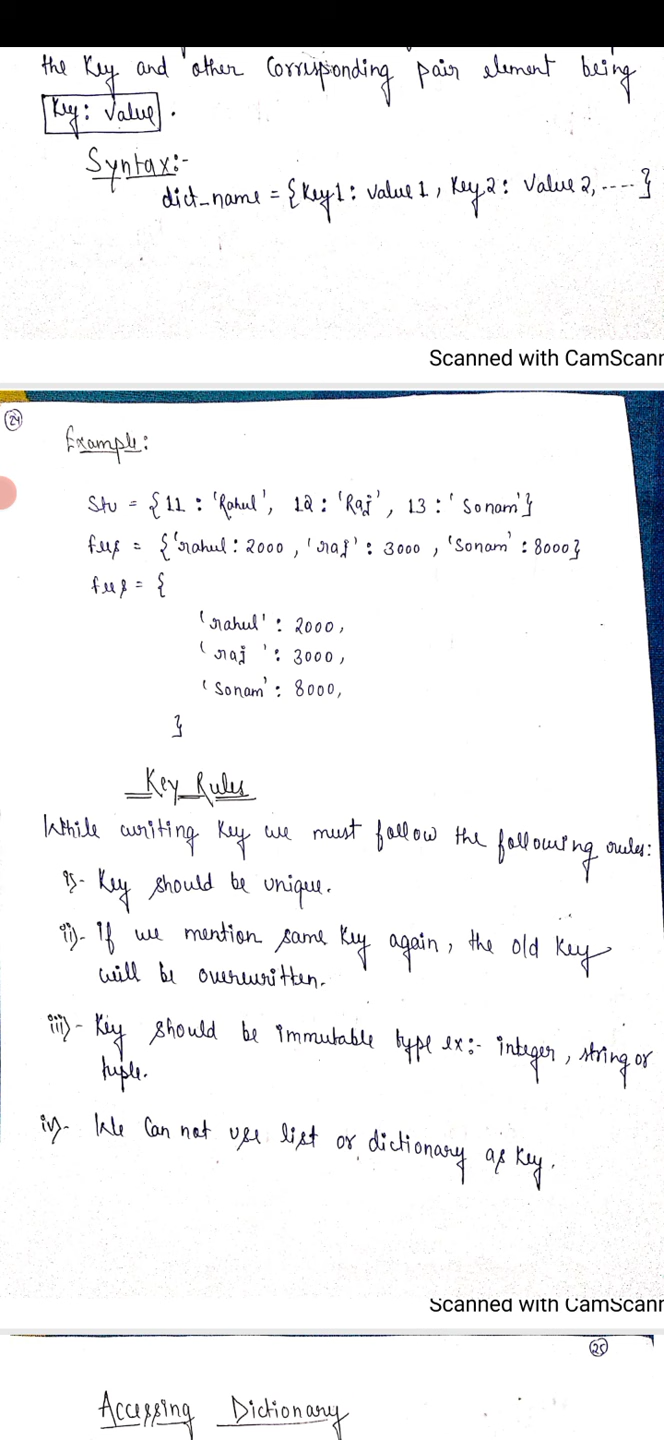 the Key and other Corresponding pair element being
Key: Value.
Syntax:-
dict_name = {Key1: value 1, Key2: Value 2, ---- }
Scanned with CamScann
24
Example:
Stu = {11 : 'Rahul', 12 : 'Raj', 13 : 'Sonam'}
fees = {'rahul : 2000, 'raj' : 3000, 'Sonam' : 8000}
fees = {
'rahul' : 2000,
'raj ' : 3000,
'Sonam' : 8000,
}
Key Rules
While writing Key we must follow the following rules:
i)- Key should be unique.
ii)- If we mention same Key again, the old Key
will be overwritten.
iii)- Key should be immutable type ex:- integer, string or
tuple.
iv)- We Can not use list or dictionary as Key.
Scanned with CamScann
25
Accessing Dictionary